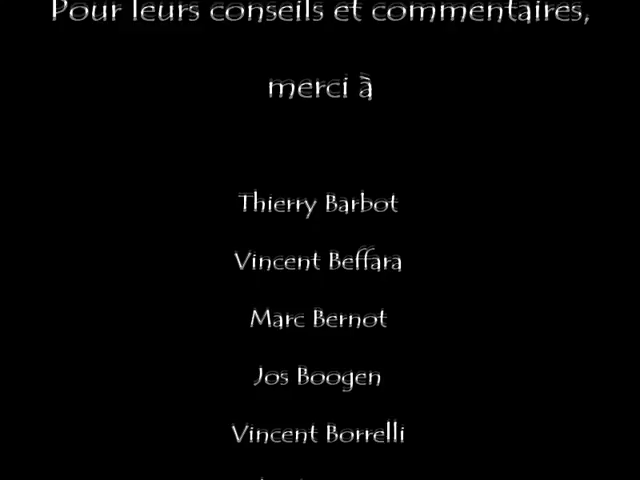 Pour leurs conseils et commentaires,
merci à
Thierry Barbot
Vincent Beffara
Marc Bernot
Jos Boogen
Vincent Borrelli